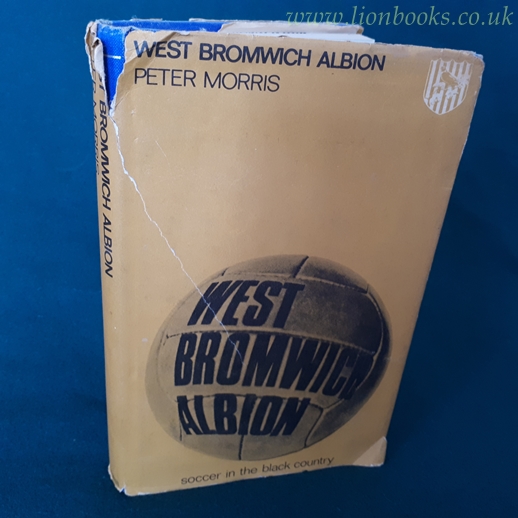 www.lionbooks.co.uk
WEST BROMWICH ALBION
PETER MORRIS
BROMWICH ALBION
WEST
BROMWICH
ALBION
soccer in the black country